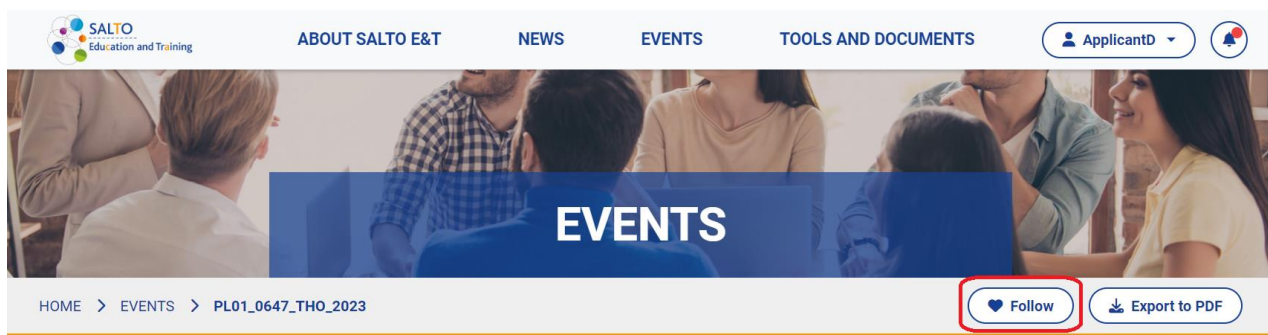 SALTO
Education and Training
ABOUT SALTO E&T NEWS EVENTS TOOLS AND DOCUMENTS ApplicantD
EVENTS
HOME > EVENTS > PL01_0647_THO_2023 Follow Export to PDF